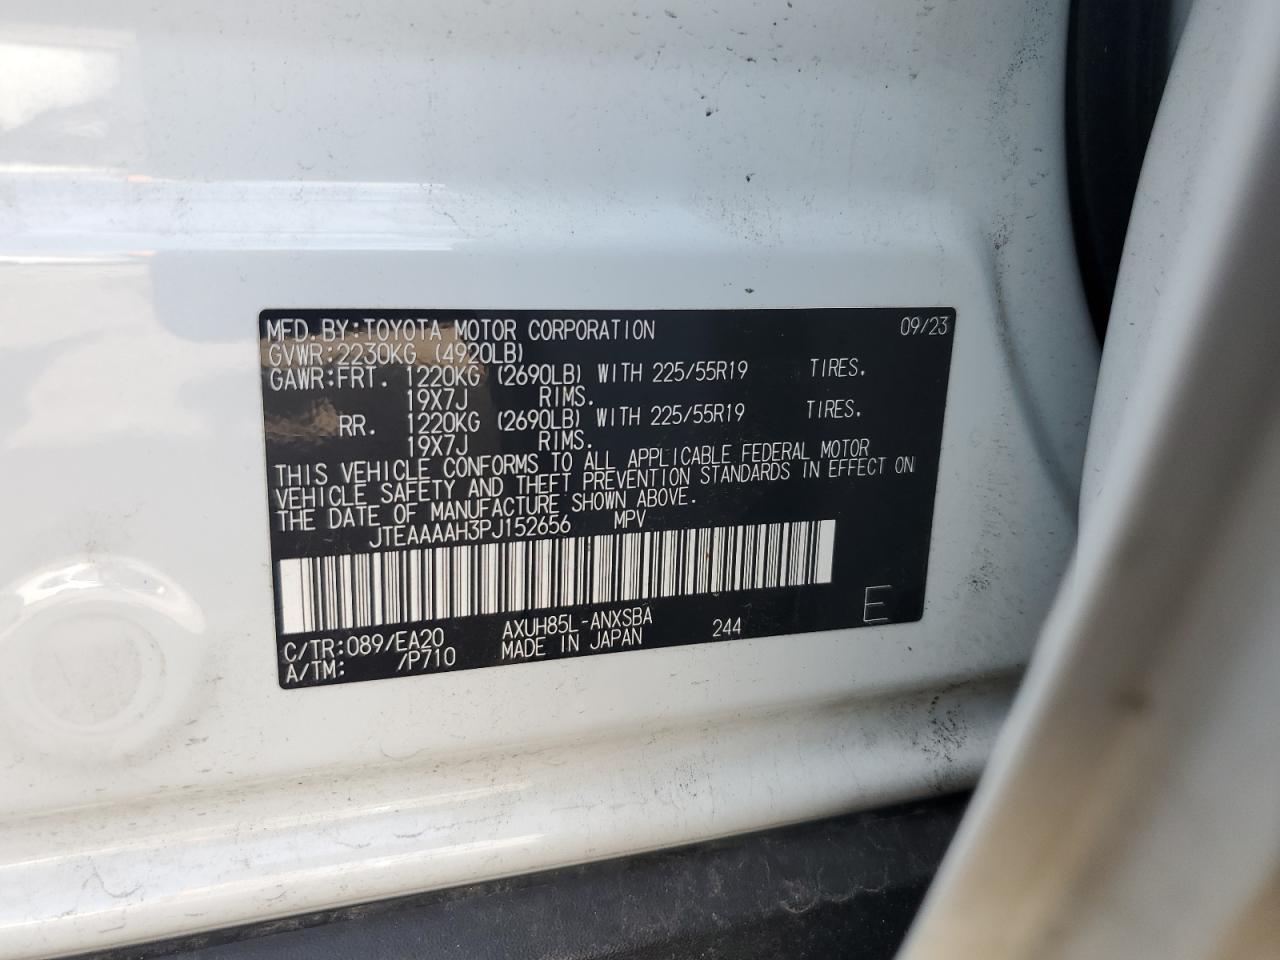 MFD.BY:TOYOTA MOTOR CORPORATION 09/23
GVWR:2230KG (4920LB)
GAWR:FRT. 1220KG (2690LB) WITH 225/55R19 TIRES.
19X7J RIMS.
RR. 1220KG (2690LB) WITH 225/55R19 TIRES.
19X7J RIMS.
THIS VEHICLE CONFORMS TO ALL APPLICABLE FEDERAL MOTOR
VEHICLE SAFETY AND THEFT PREVENTION STANDARDS IN EFFECT ON
THE DATE OF MANUFACTURE SHOWN ABOVE.
JTEAAAAH3PJ152656 MPV
C/TR:089/EA20 AXUH85L-ANXSBA 244 E
A/TM: /P710 MADE IN JAPAN